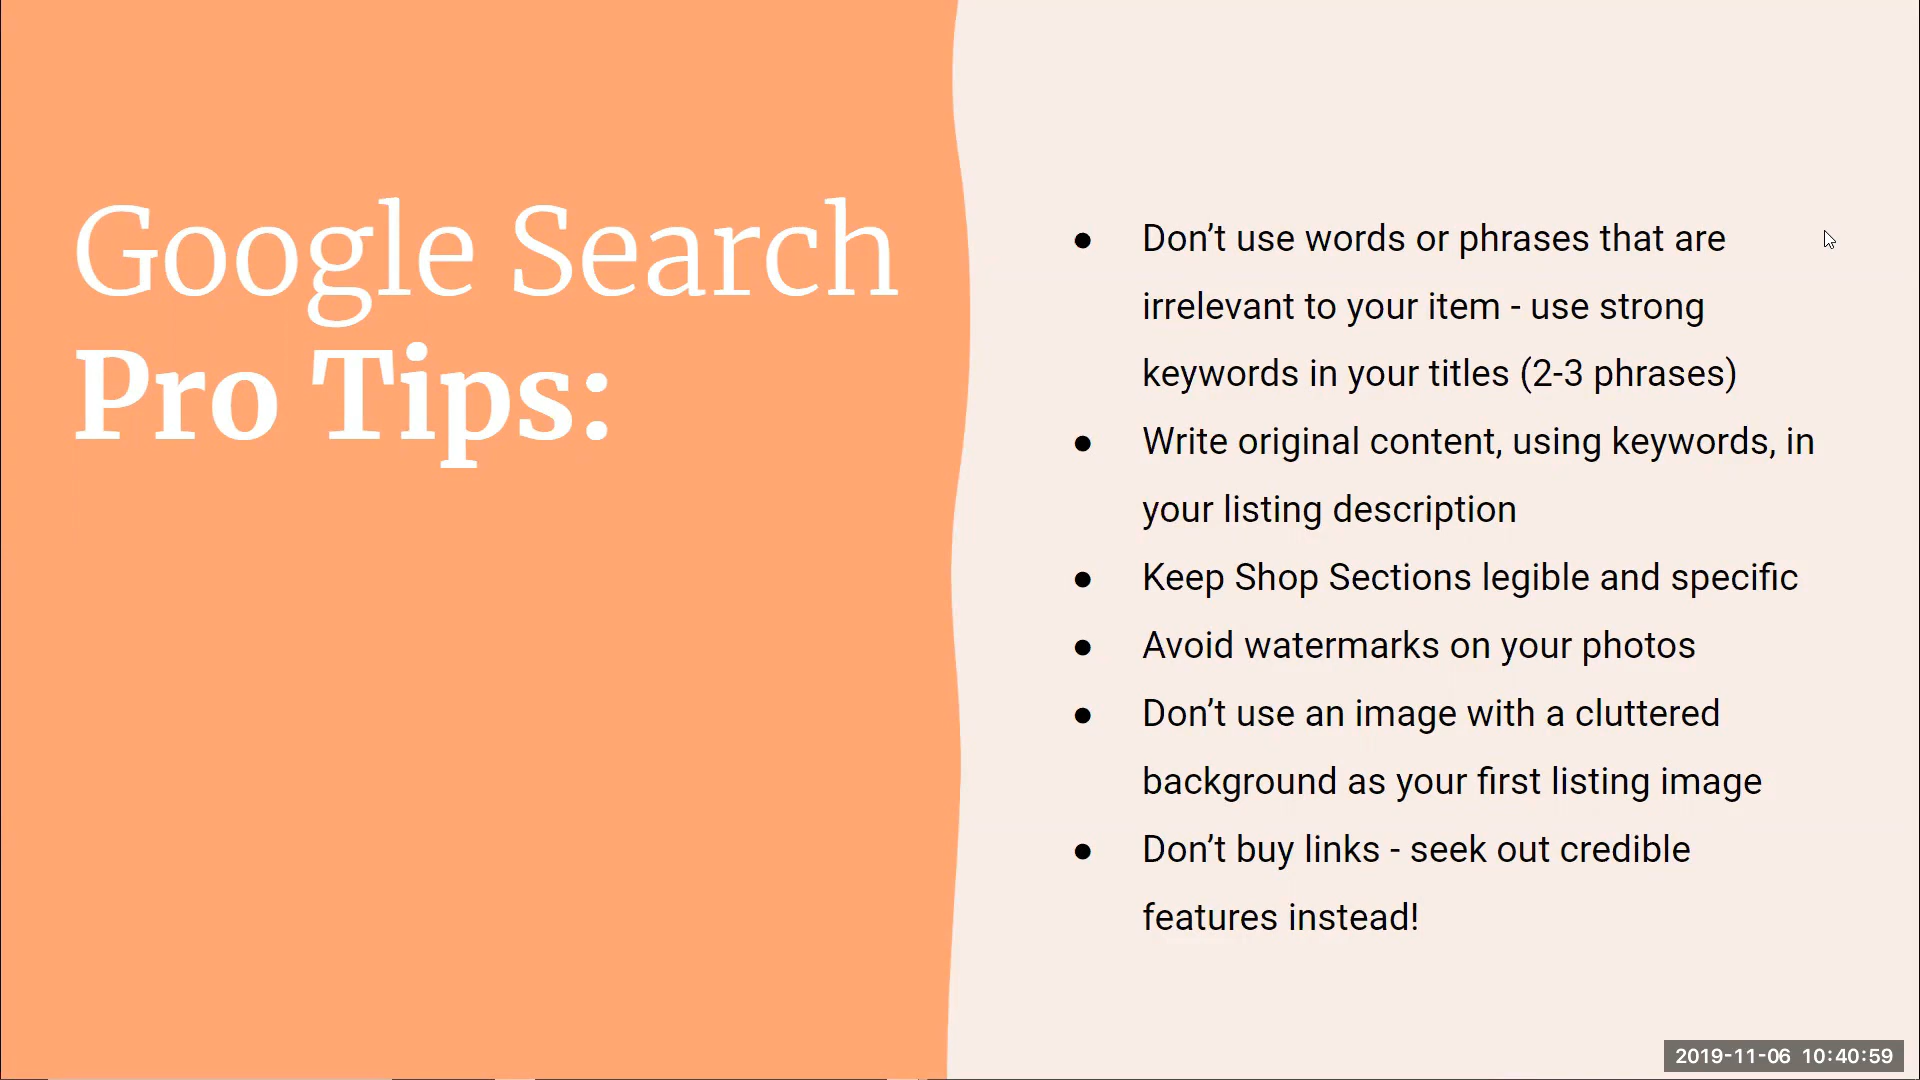 Google Search
Pro Tips:
● Don’t use words or phrases that are
irrelevant to your item - use strong
keywords in your titles (2-3 phrases)
● Write original content, using keywords, in
your listing description
● Keep Shop Sections legible and specific
● Avoid watermarks on your photos
● Don’t use an image with a cluttered
background as your first listing image
● Don’t buy links - seek out credible
features instead!
2019-11-06 10:40:59